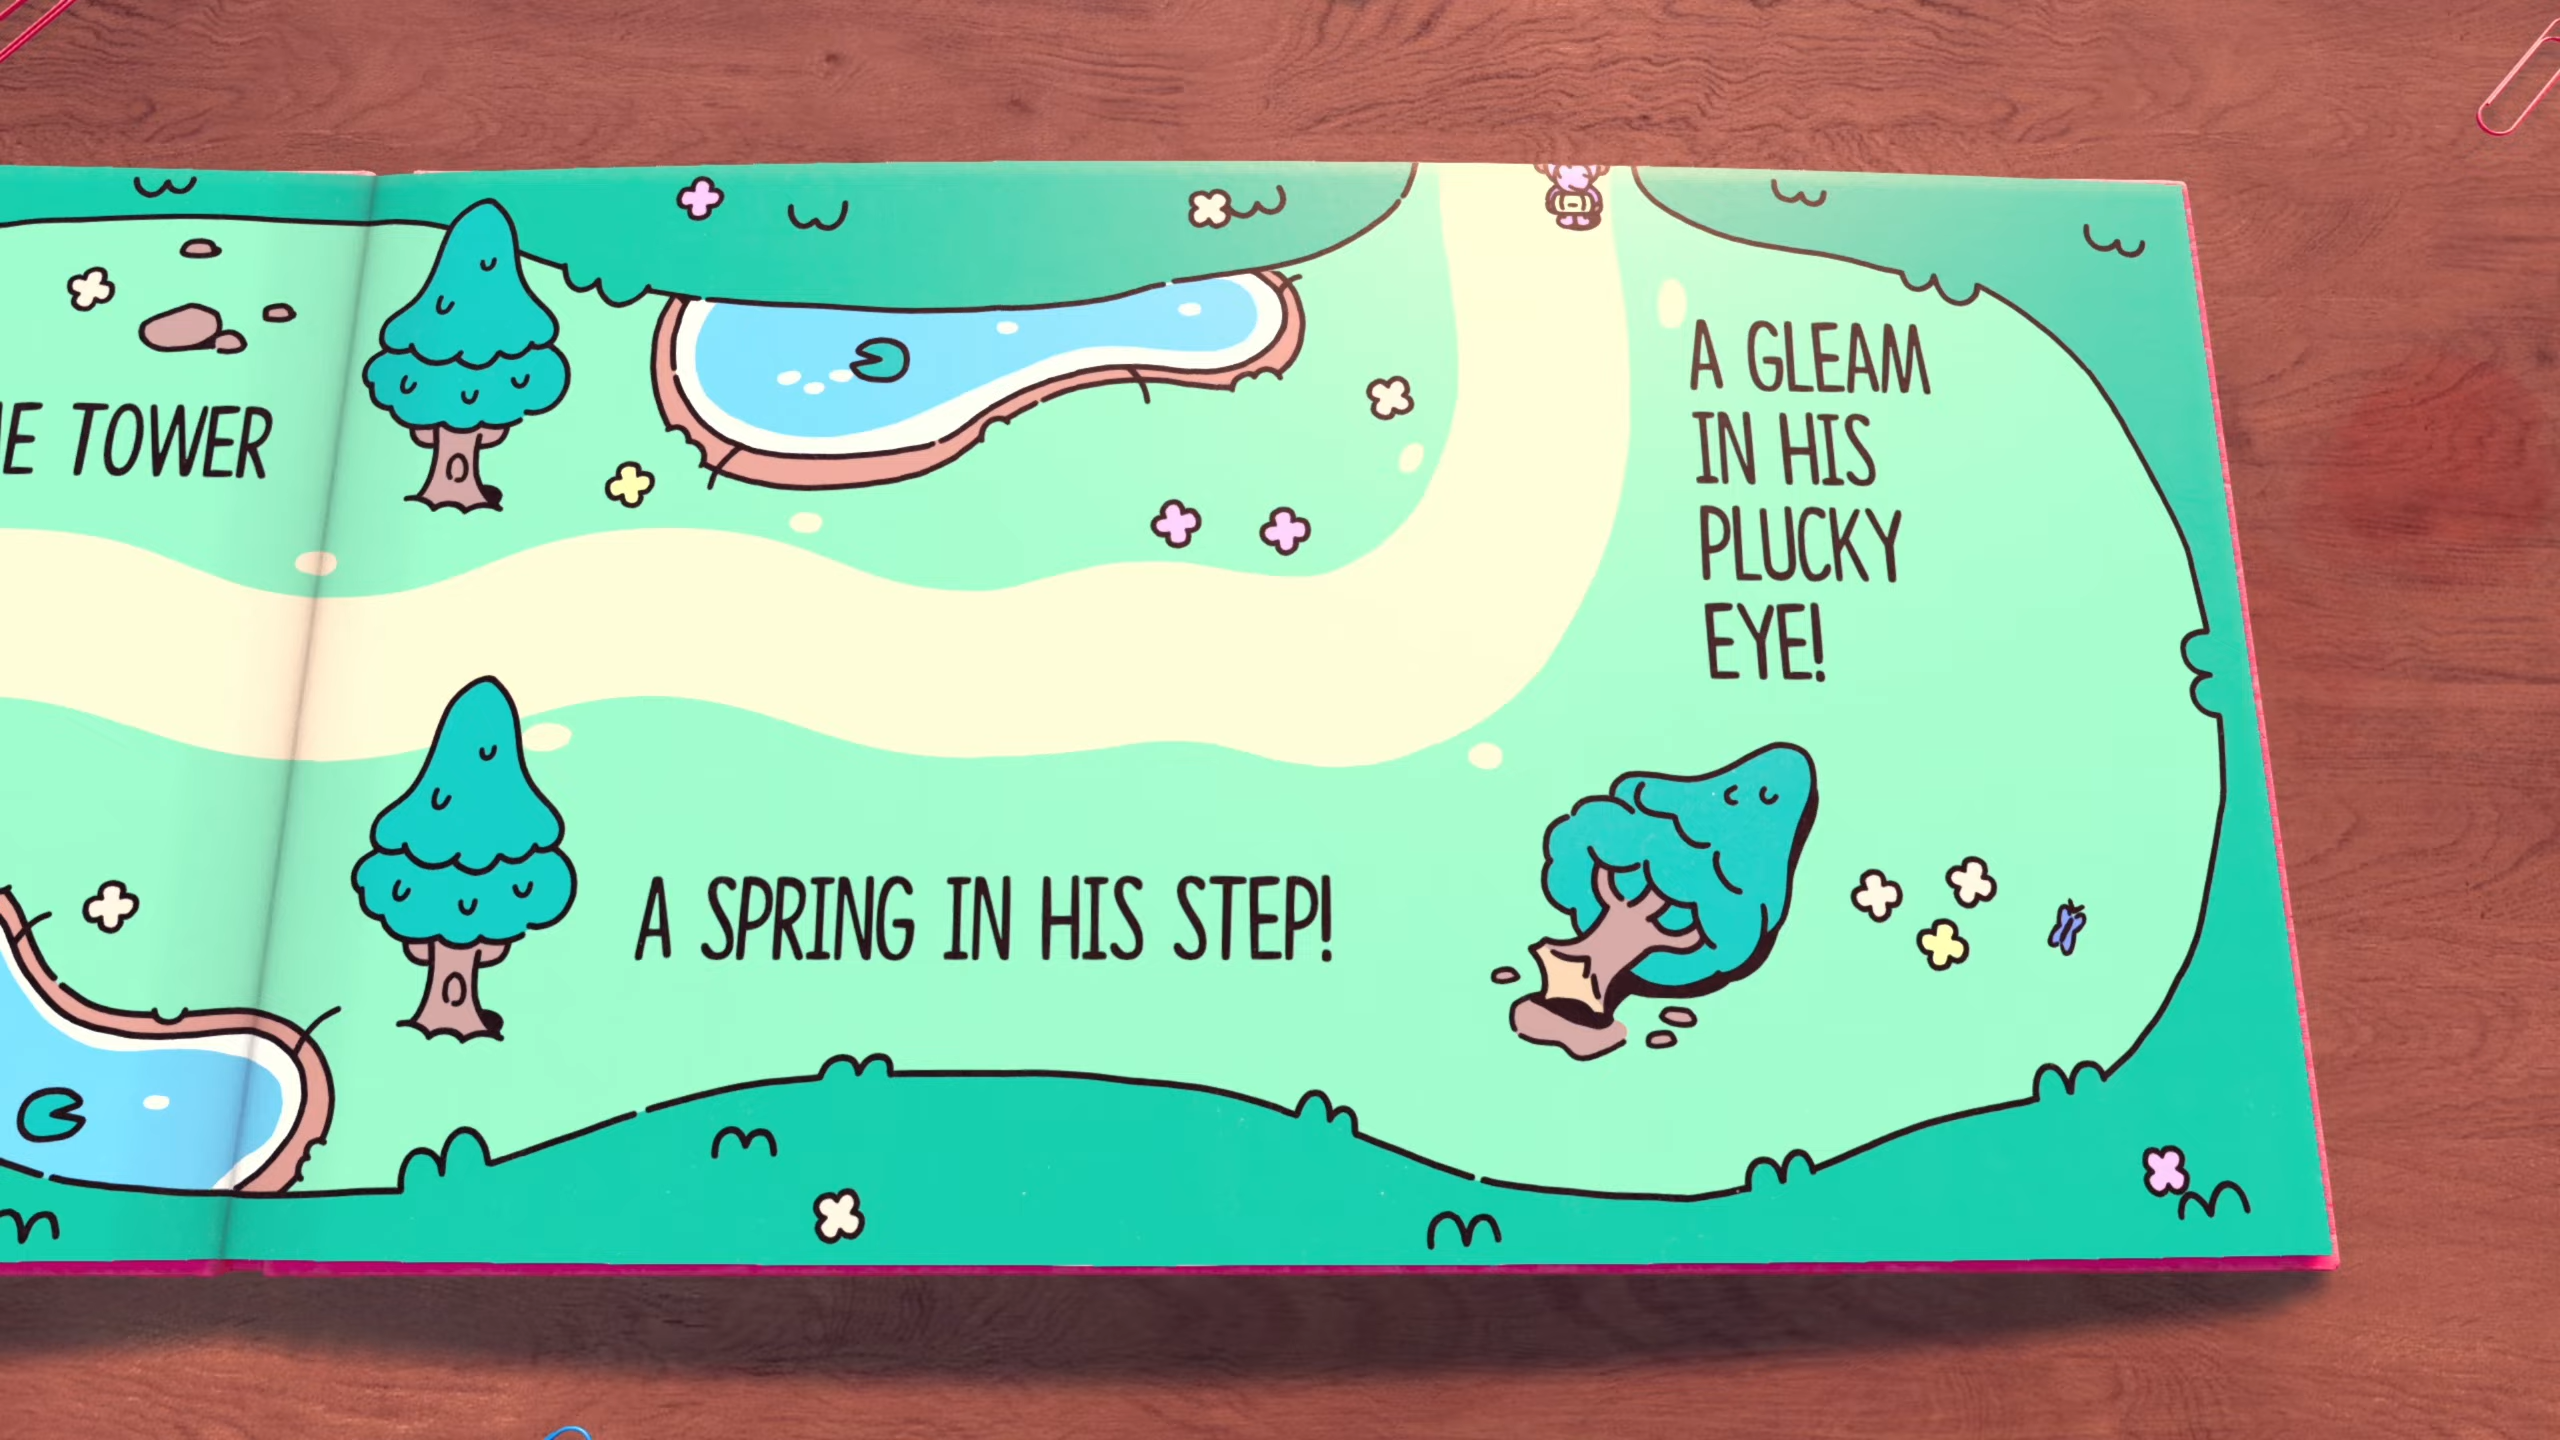 TOWER
A SPRING IN HIS STEP!
A GLEAM
IN HIS
PLUCKY
EYE!